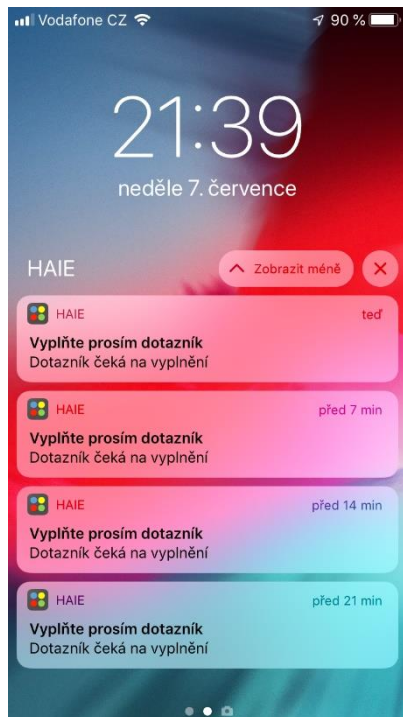 Vodafone CZ 90 %
21:39
neděle 7. července
HAIE Zobrazit méně
HAIE teď
Vyplňte prosím dotazník
Dotazník čeká na vyplnění
HAIE před 7 min
Vyplňte prosím dotazník
Dotazník čeká na vyplnění
HAIE před 14 min
Vyplňte prosím dotazník
Dotazník čeká na vyplnění
HAIE před 21 min
Vyplňte prosím dotazník
Dotazník čeká na vyplnění